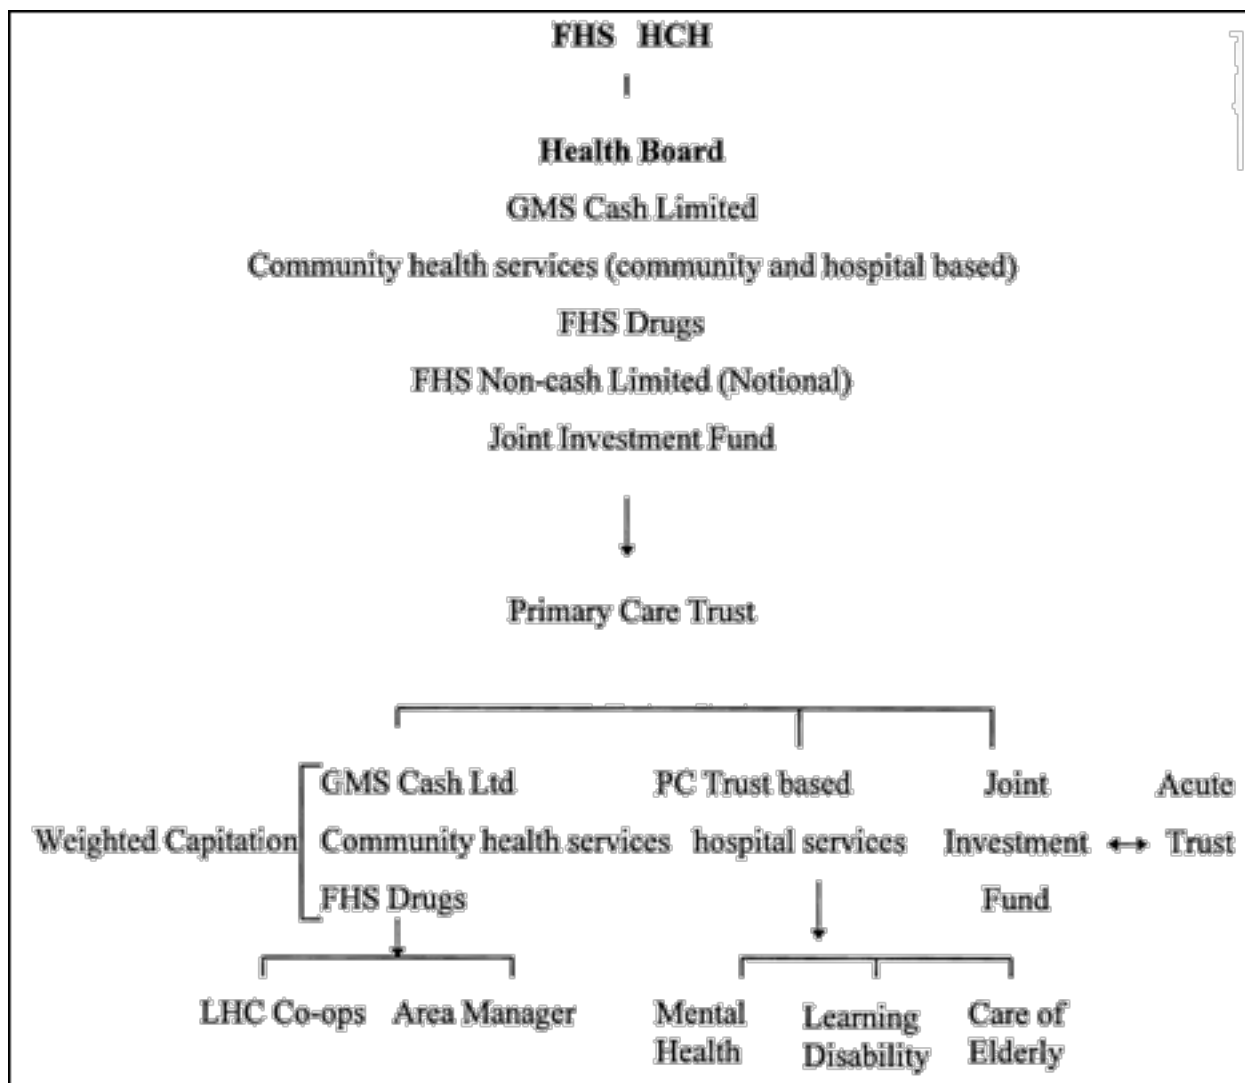 FHS HCH
Health Board
GMS Cash Limited
Community health services (community and hospital based)
FHS Drugs
FHS Non-cash Limited (Notional)
Joint Investment Fund
Primary Care Trust
GMS Cash Ltd PC Trust based Joint Acute
Weighted Capitation Community health services hospital services Investment Trust
FHS Drugs Fund
LHC Co-ops Area Manager Mental Learning Care of
Health Disability Elderly